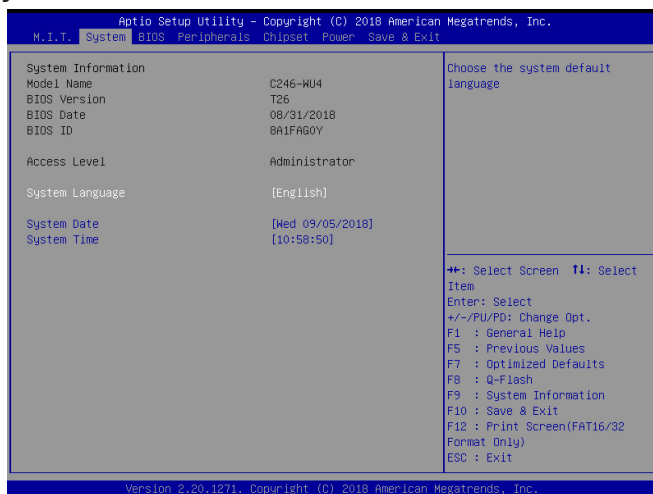 Aptio Setup Utility – Copyright (C) 2018 American Megatrends, Inc.
M.I.T. System BIOS Peripherals Chipset Power Save & Exit
System Information
Model Name C246-WU4
BIOS Version T26
BIOS Date 08/31/2018
BIOS ID 8A1FAG0Y
Access Level Administrator
System Language [English]
System Date [Wed 09/05/2018]
System Time [10:58:50]
Choose the system default
language
→←: Select Screen ↑↓: Select
Item
Enter: Select
+/-/PU/PD: Change Opt.
F1 : General Help
F5 : Previous Values
F7 : Optimized Defaults
F8 : Q-Flash
F9 : System Information
F10 : Save & Exit
F12 : Print Screen(FAT16/32
Format Only)
ESC : Exit
Version 2.20.1271. Copyright (C) 2018 American Megatrends, Inc.